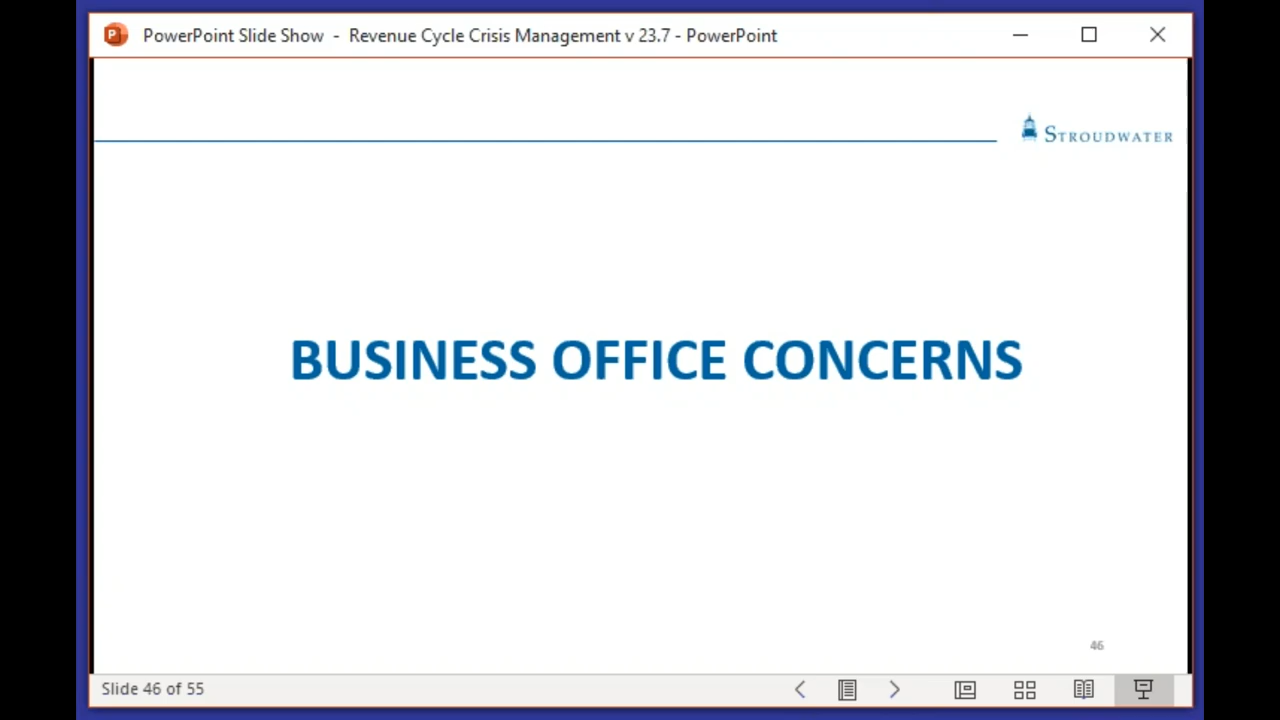 PowerPoint Slide Show - Revenue Cycle Crisis Management v 23.7 - PowerPoint
STROUDWATER
BUSINESS OFFICE CONCERNS
46
Slide 46 of 55